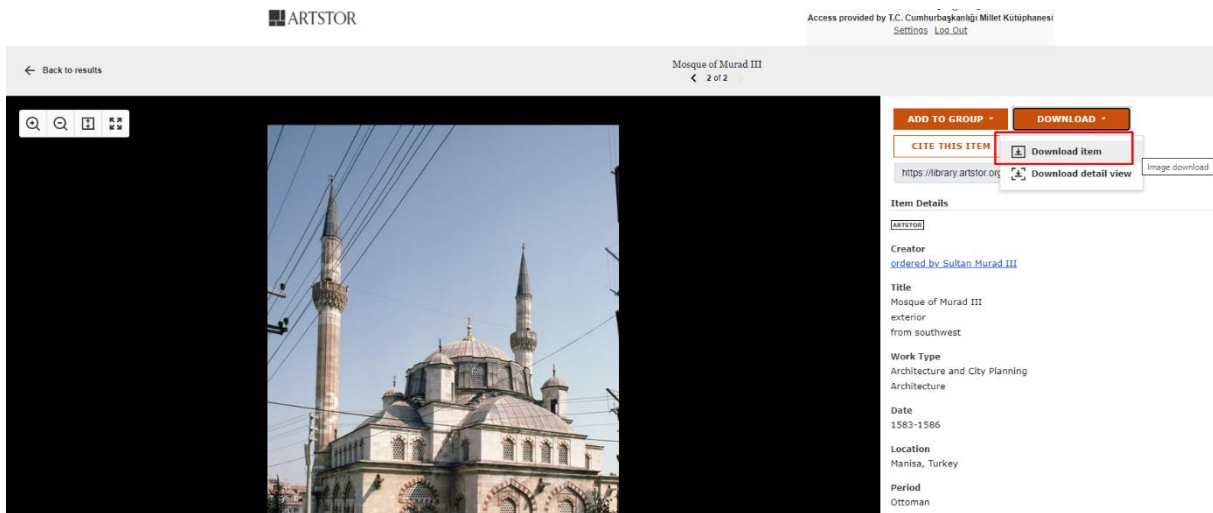 ARTSTOR
Access provided by T.C. Cumhurbaşkanlığı Millet Kütüphanesi
Settings Log Out
Back to results
Mosque of Murad III
2 of 2
ADD TO GROUP
DOWNLOAD
CITE THIS ITEM
Download item
Image download
https://library.artstor.org
Download detail view
Item Details
ARTSTOR
Creator
ordered by Sultan Murad III
Title
Mosque of Murad III
exterior
from southwest
Work Type
Architecture and City Planning
Architecture
Date
1583-1586
Location
Manisa, Turkey
Period
Ottoman